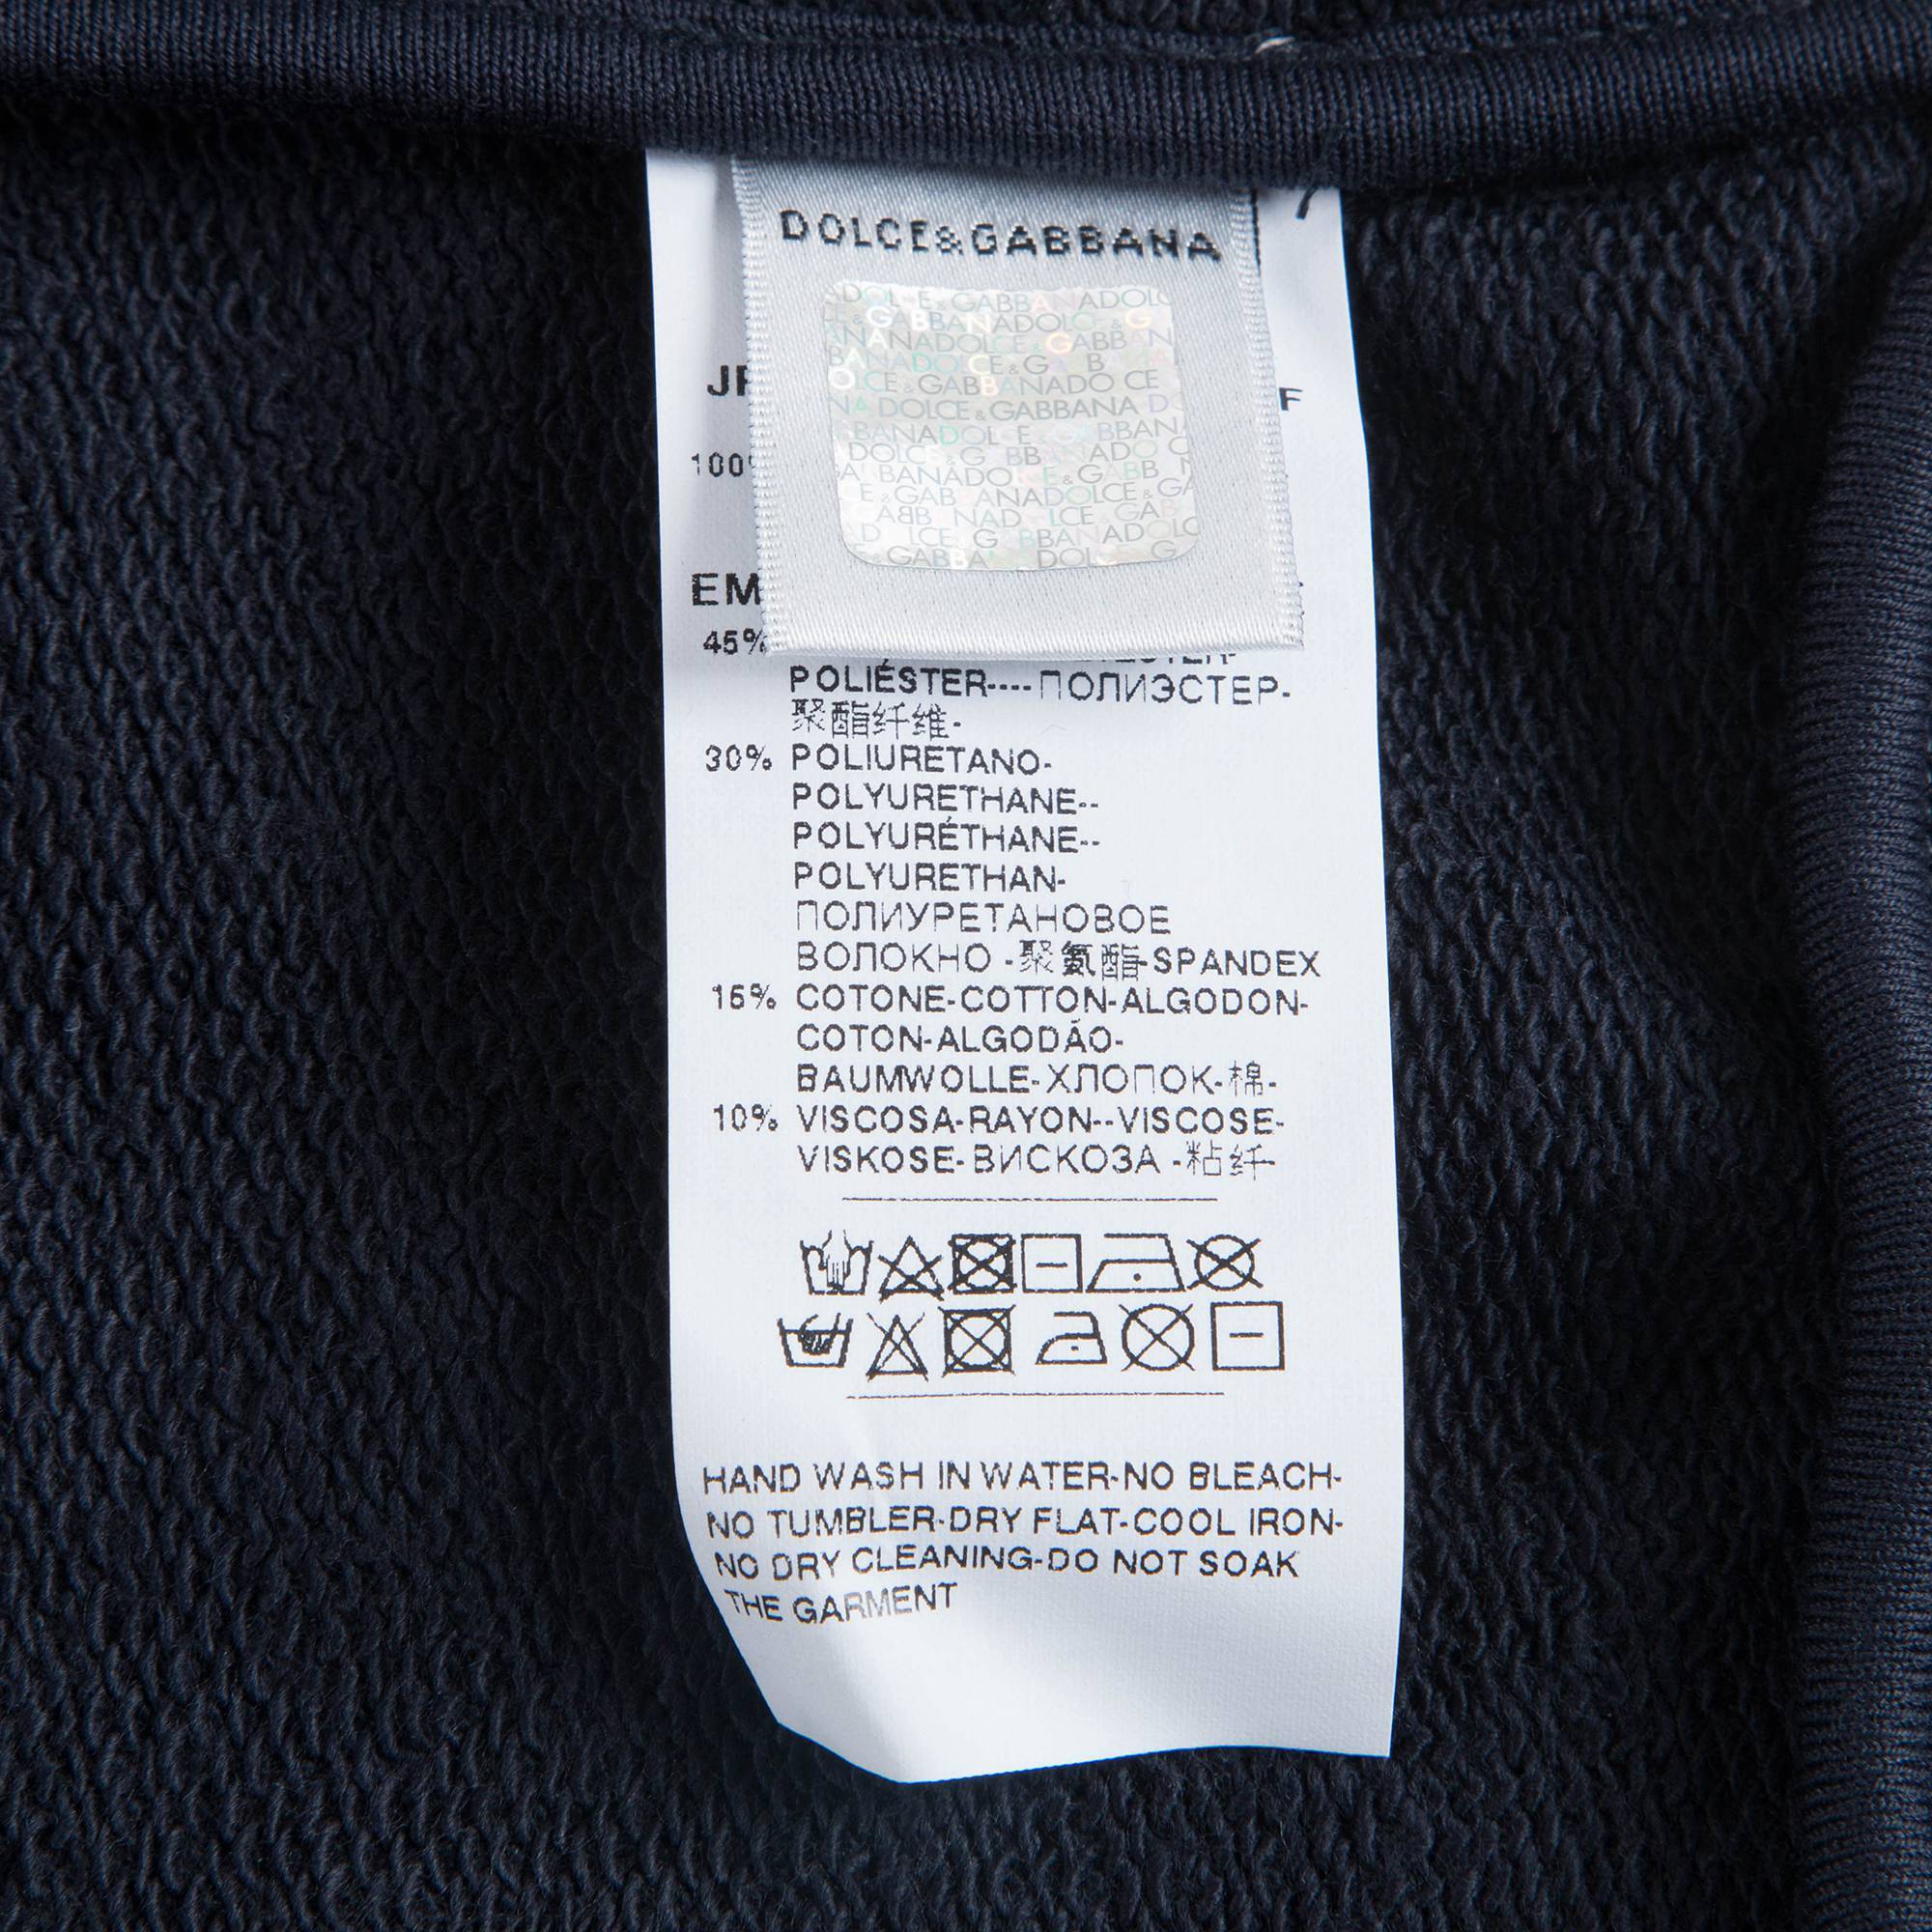 DOLCE&GABBANA
45%
POLIÉSTER----ПОЛИЭСТЕР-
聚酯纤维-
30% POLIURETANO-
POLYURETHANE--
POLYURÉTHANE--
POLYURETHAN-
ПОЛИУРЕТАНОВОЕ
ВОЛОКНО -聚氨酯-SPANDEX
15% COTONE-COTTON-ALGODON-
COTON-ALGODÃO-
BAUMWOLLE-ХЛОПОК-棉-
10% VISCOSA-RAYON--VISCOSE-
VISKOSE-ВИСКОЗА -粘纤-
HAND WASH IN WATER-NO BLEACH-
NO TUMBLER-DRY FLAT-COOL IRON-
NO DRY CLEANING-DO NOT SOAK
THE GARMENT